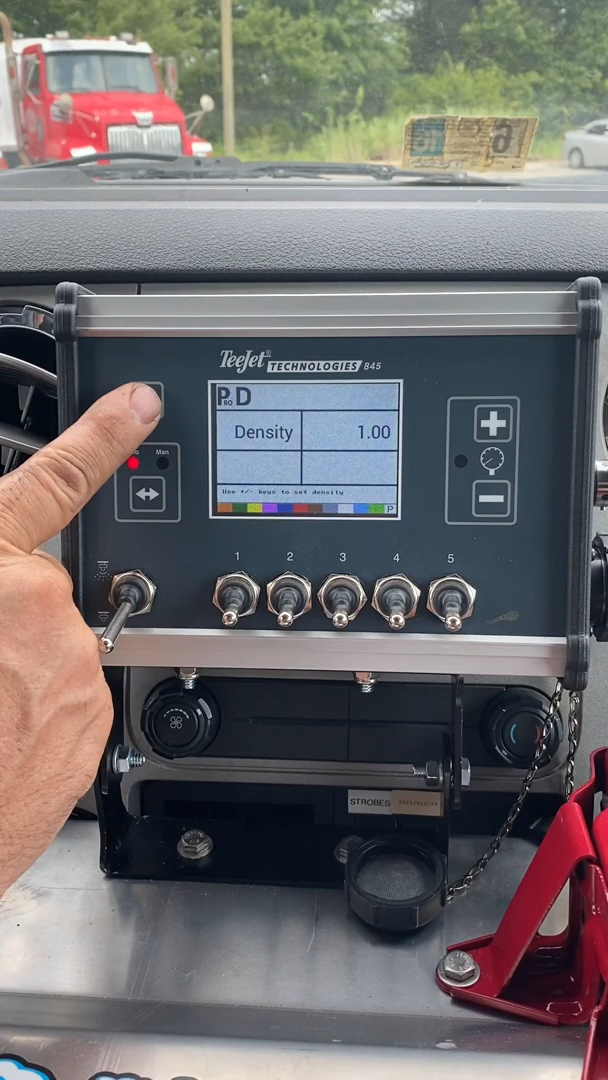 TeeJet® TECHNOLOGIES 845
PRO D
Density 1.00
Use +/- keys to set density
P
Man
1 2 3 4 5
STROBES